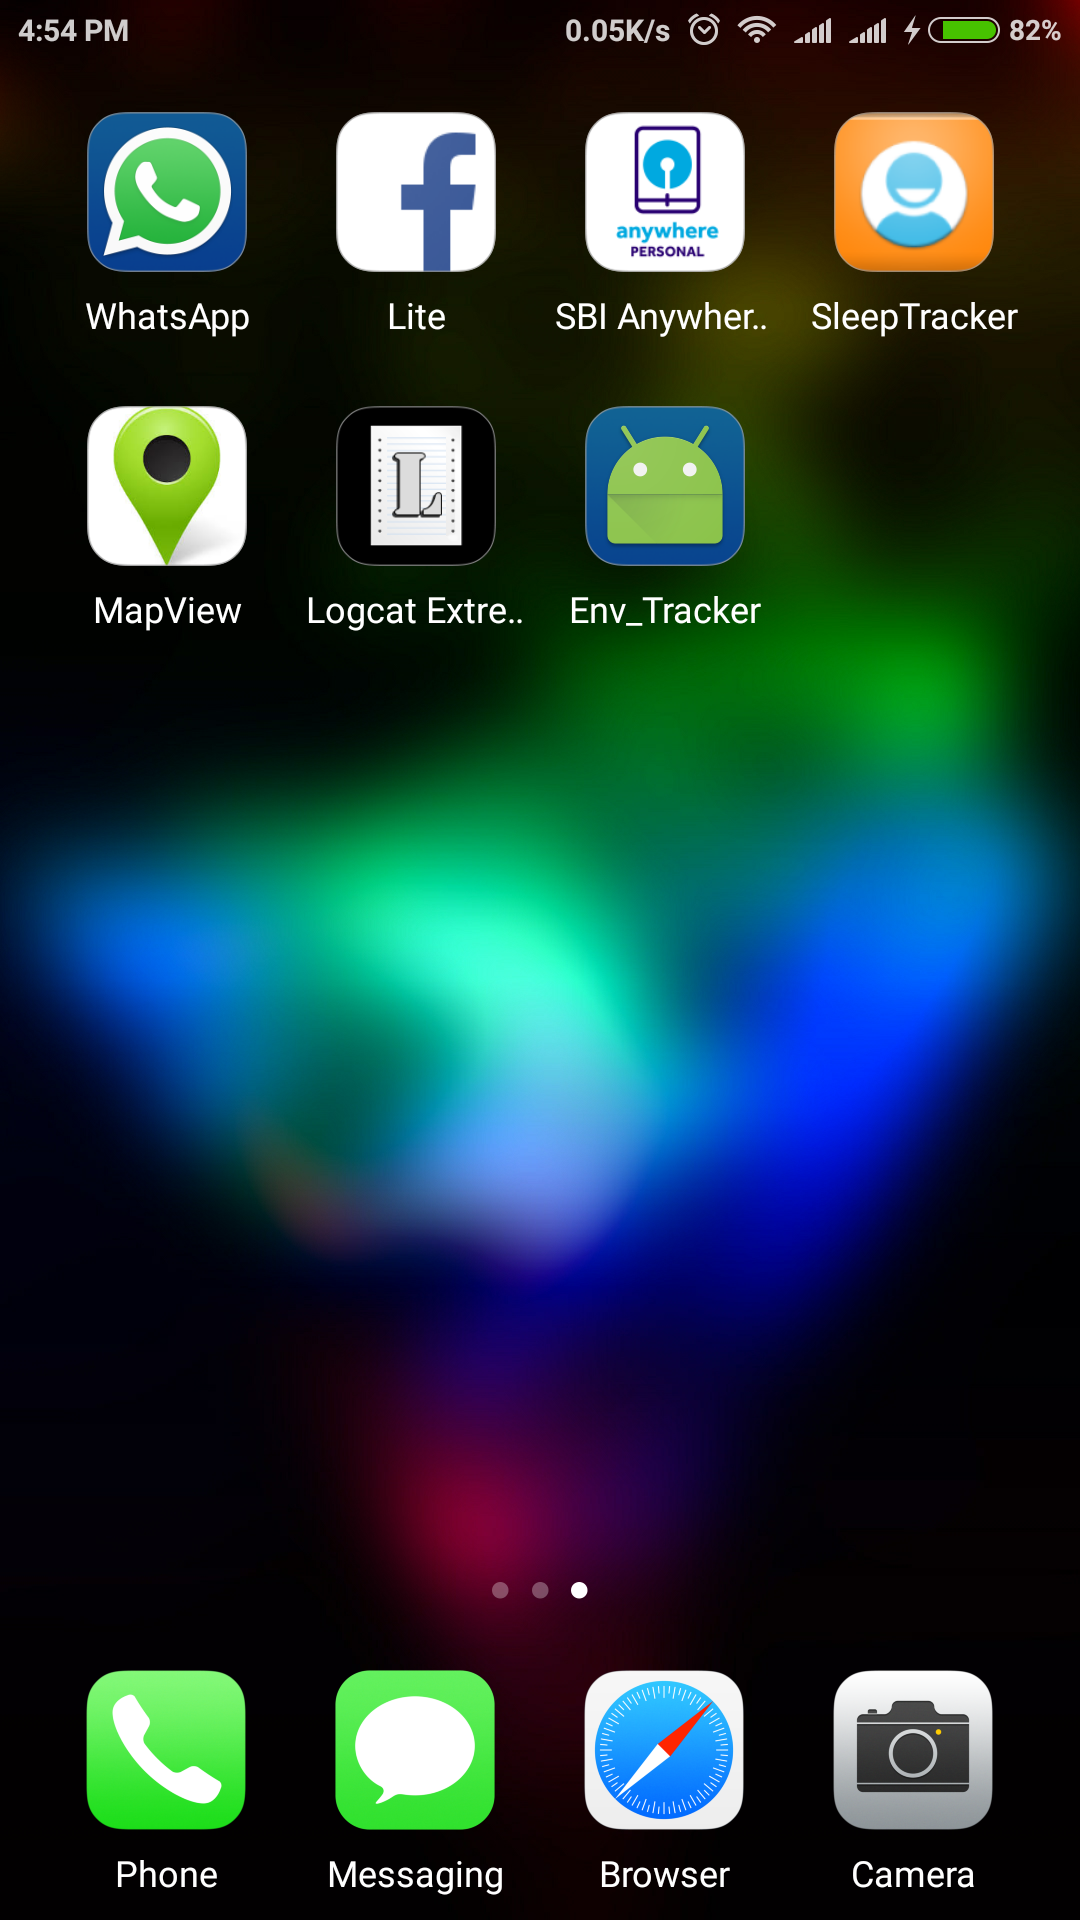 4:54 PM 0.05K/s 82%
anywhere
PERSONAL
WhatsApp Lite SBI Anywher.. SleepTracker
L
MapView Logcat Extre.. Env_Tracker
Phone Messaging Browser Camera